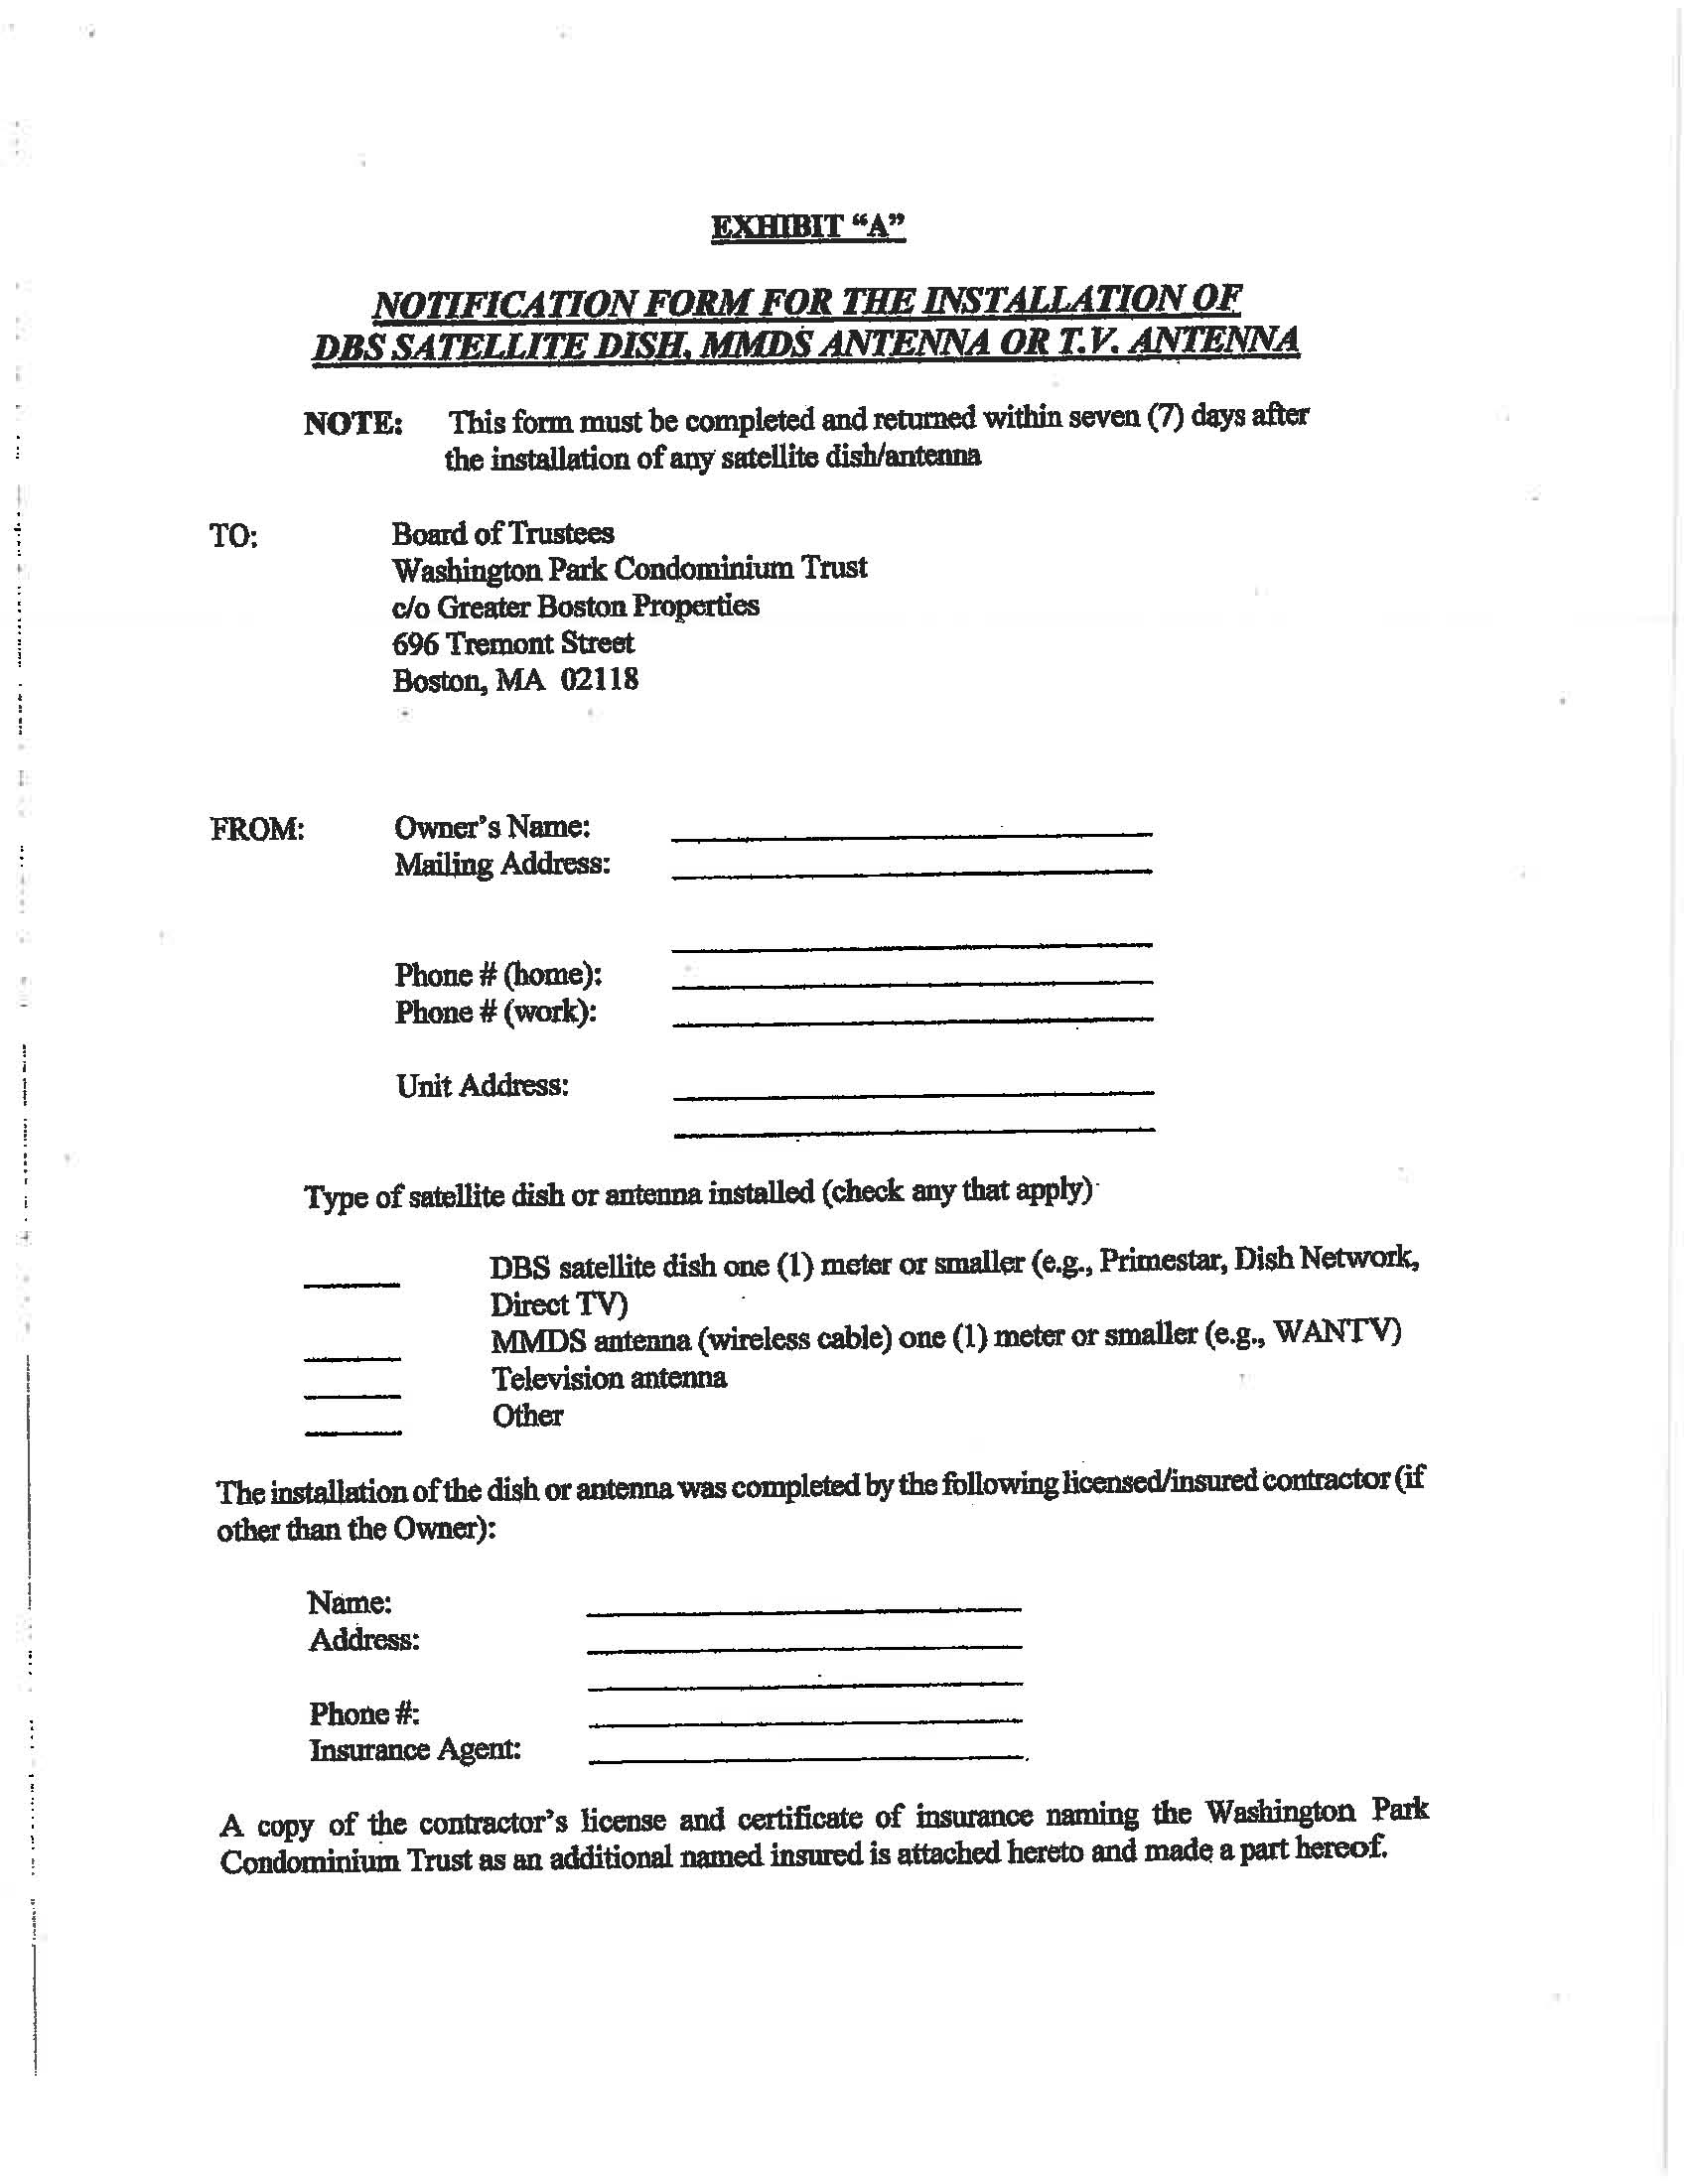 EXHIBIT “A”
NOTIFICATION FORM FOR THE INSTALLATION OF
DBS SATELLITE DISH, MMDS ANTENNA OR T.V. ANTENNA
NOTE: This form must be completed and returned within seven (7) days after
the installation of any satellite dish/antenna
TO: Board of Trustees
Washington Park Condominium Trust
c/o Greater Boston Properties
696 Tremont Street
Boston, MA 02118
FROM: Owner’s Name:
Mailing Address:
Phone # (home):
Phone # (work):
Unit Address:
Type of satellite dish or antenna installed (check any that apply)
DBS satellite dish one (1) meter or smaller (e.g., Primestar, Dish Network,
Direct TV)
MMDS antenna (wireless cable) one (1) meter or smaller (e.g., WANTV)
Television antenna
Other
The installation of the dish or antenna was completed by the following licensed/insured contractor (if
other than the Owner):
Name:
Address:
Phone #:
Insurance Agent:
A copy of the contractor’s license and certificate of insurance naming the Washington Park
Condominium Trust as an additional named insured is attached hereto and made a part hereof.